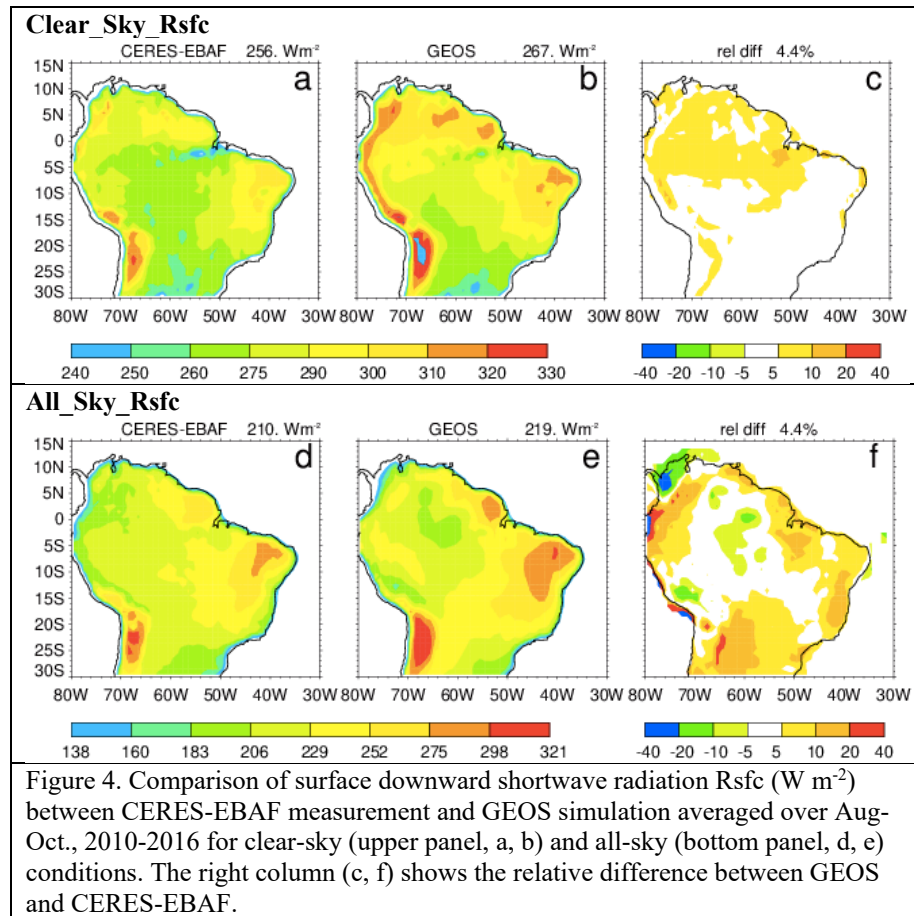 Clear_Sky_Rsfc
CERES-EBAF 256. Wm-2
GEOS 267. Wm-2
rel diff 4.4%
a
b
c
15N
10N
5N
0
5S
10S
15S
20S
25S
30S
80W 70W 60W 50W 40W 30W
80W 70W 60W 50W 40W 30W
80W 70W 60W 50W 40W 30W
240 250 260 275 290 300 310 320 330
-40 -20 -10 -5 5 10 20 40
All_Sky_Rsfc
CERES-EBAF 210. Wm-2
GEOS 219. Wm-2
rel diff 4.4%
d
e
f
15N
10N
5N
0
5S
10S
15S
20S
25S
30S
80W 70W 60W 50W 40W 30W
80W 70W 60W 50W 40W 30W
80W 70W 60W 50W 40W 30W
138 160 183 206 229 252 275 298 321
-40 -20 -10 -5 5 10 20 40
Figure 4. Comparison of surface downward shortwave radiation Rsfc (W m-2)
between CERES-EBAF measurement and GEOS simulation averaged over Aug-
Oct., 2010-2016 for clear-sky (upper panel, a, b) and all-sky (bottom panel, d, e)
conditions. The right column (c, f) shows the relative difference between GEOS
and CERES-EBAF.